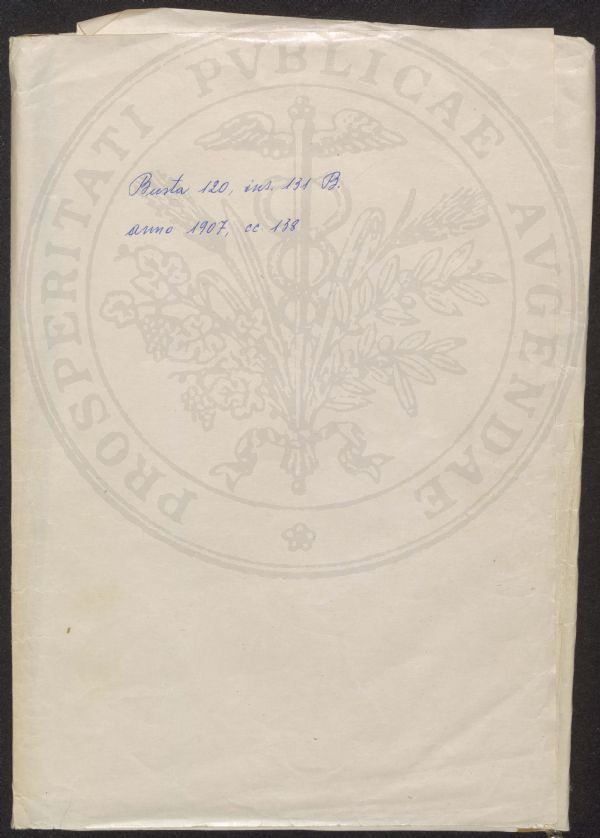 PROSPERITATI PVBLICAE AVGENDAE
Busta 120, ins. 131 B.
anno 1907, cc 138